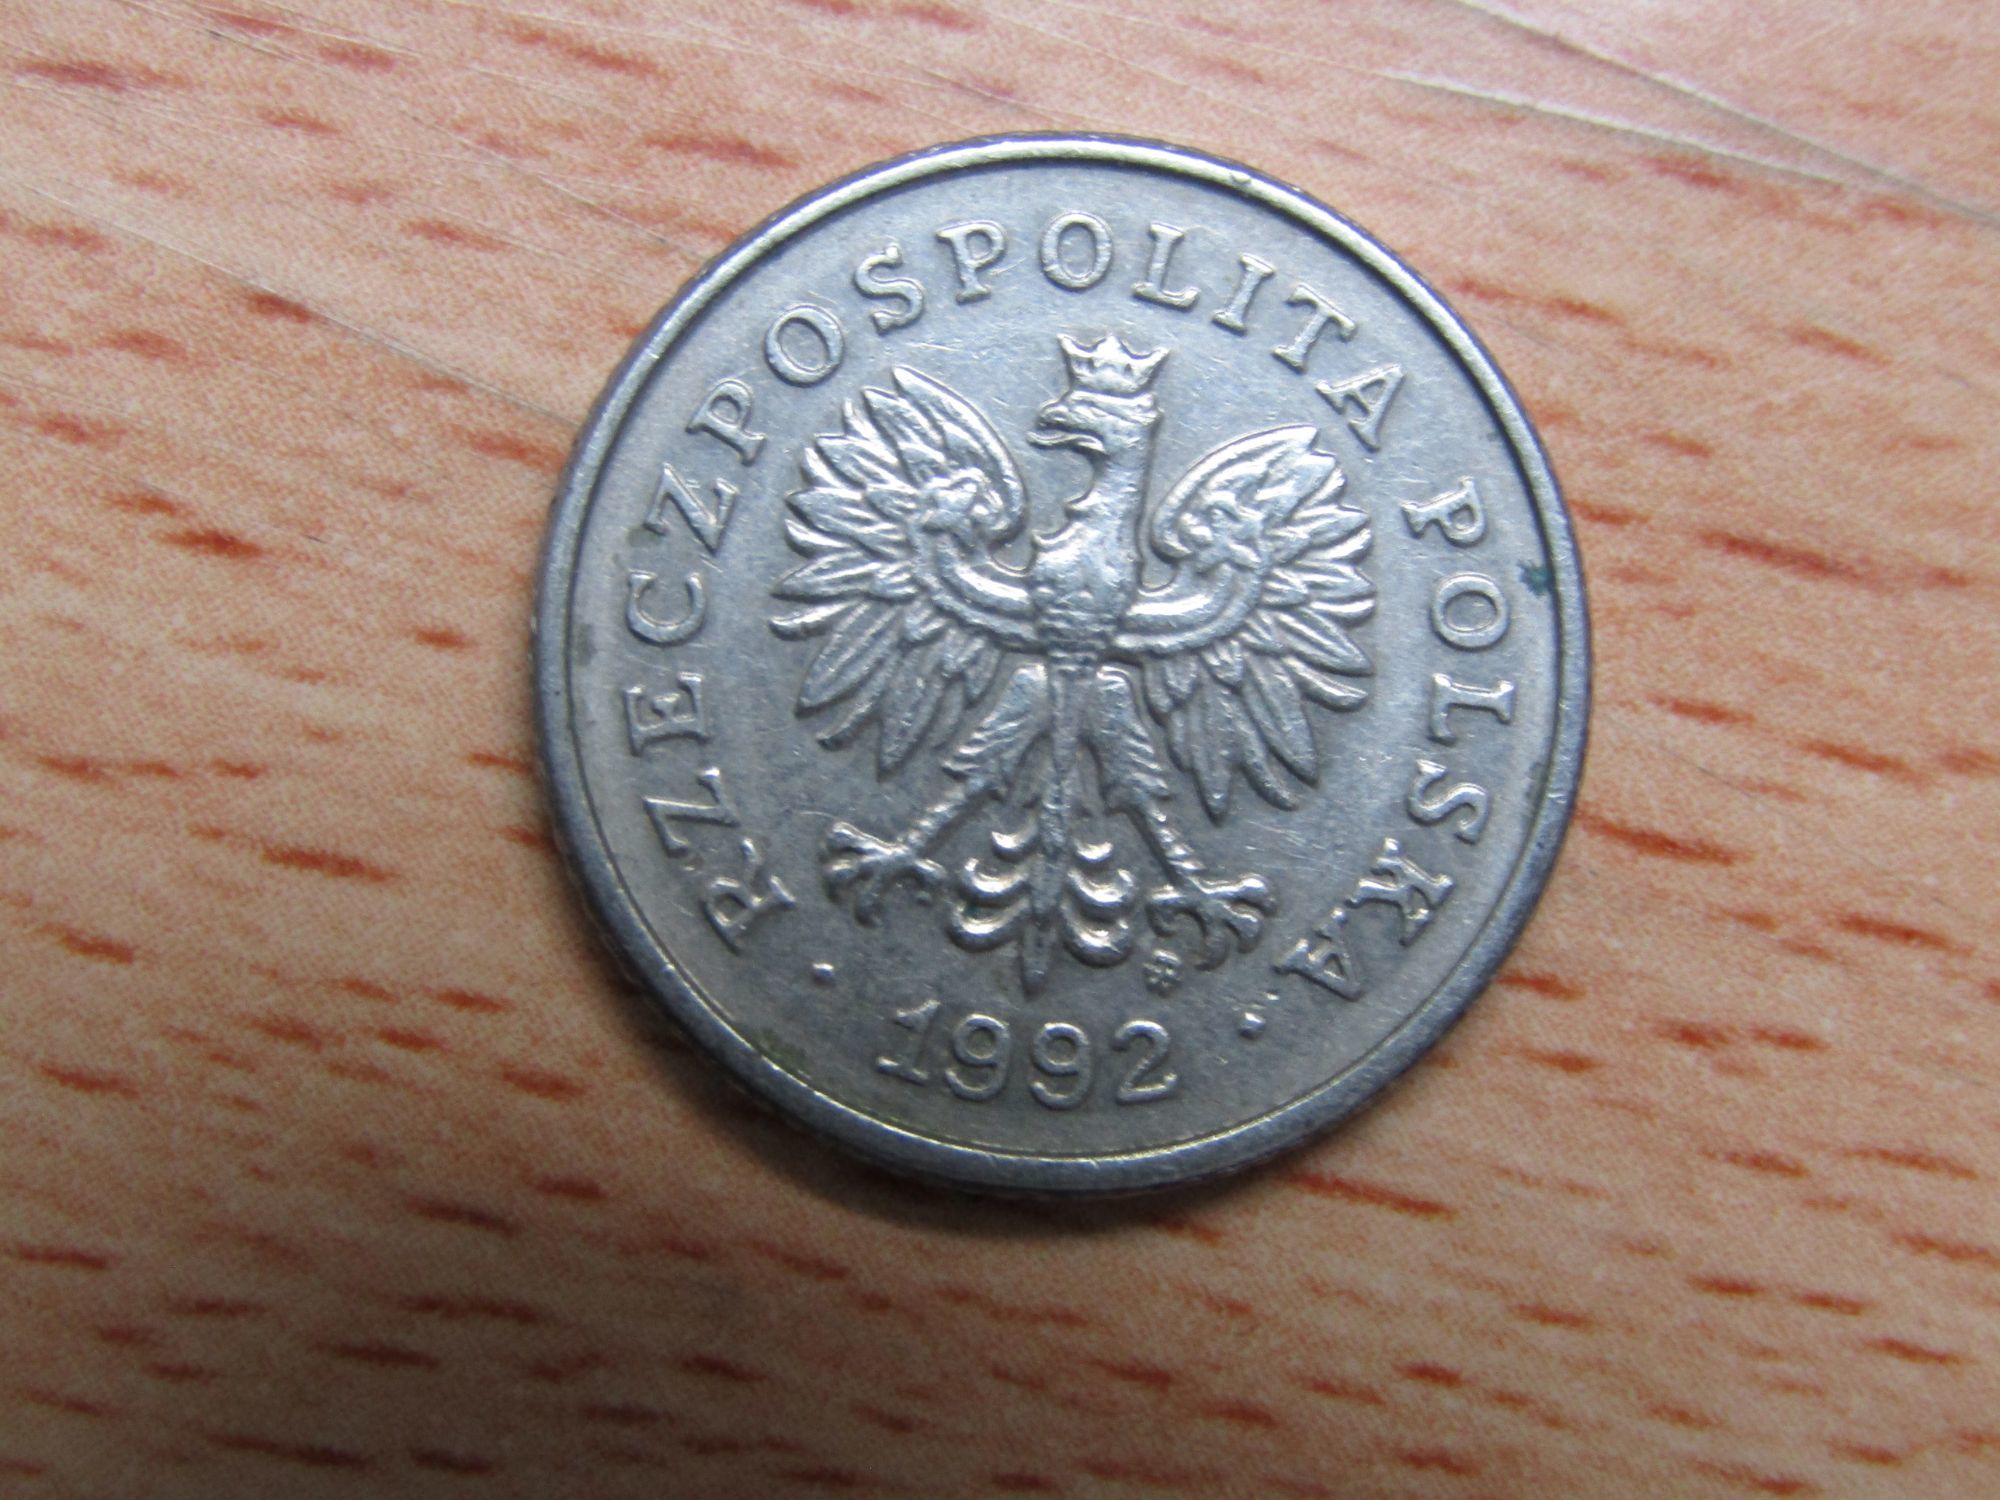 RZECZPOSPOLITA POLSKA
· 1992 ·